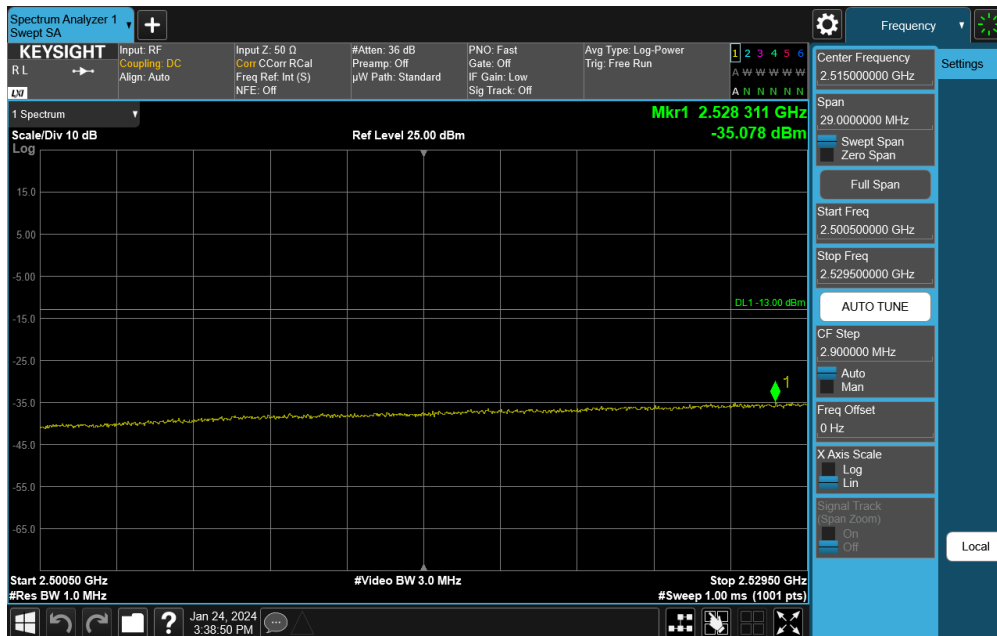 Spectrum Analyzer 1
Swept SA
+
Frequency
KEYSIGHT
R L
LXI
Input: RF
Coupling: DC
Align: Auto
Input Z: 50 Ω
Corr CCorr RCal
Freq Ref: Int (S)
NFE: Off
#Atten: 36 dB
Preamp: Off
µW Path: Standard
PNO: Fast
Gate: Off
IF Gain: Low
Sig Track: Off
Avg Type: Log-Power
Trig: Free Run
1 2 3 4 5 6
A W W W W W
A N N N N N
1 Spectrum
Mkr1 2.528 311 GHz
Scale/Div 10 dB
Ref Level 25.00 dBm
-35.078 dBm
Log
15.0
5.00
-5.00
DL1 -13.00 dBm
-15.0
-25.0
1
-35.0
-45.0
-55.0
-65.0
Start 2.50050 GHz
#Video BW 3.0 MHz
Stop 2.52950 GHz
#Res BW 1.0 MHz
#Sweep 1.00 ms (1001 pts)
Center Frequency
2.515000000 GHz
Settings
Span
29.0000000 MHz
Swept Span
Zero Span
Full Span
Start Freq
2.500500000 GHz
Stop Freq
2.529500000 GHz
AUTO TUNE
CF Step
2.900000 MHz
Auto
Man
Freq Offset
0 Hz
X Axis Scale
Log
Lin
Signal Track
(Span Zoom)
On
Off
Local
?
Jan 24, 2024
3:38:50 PM